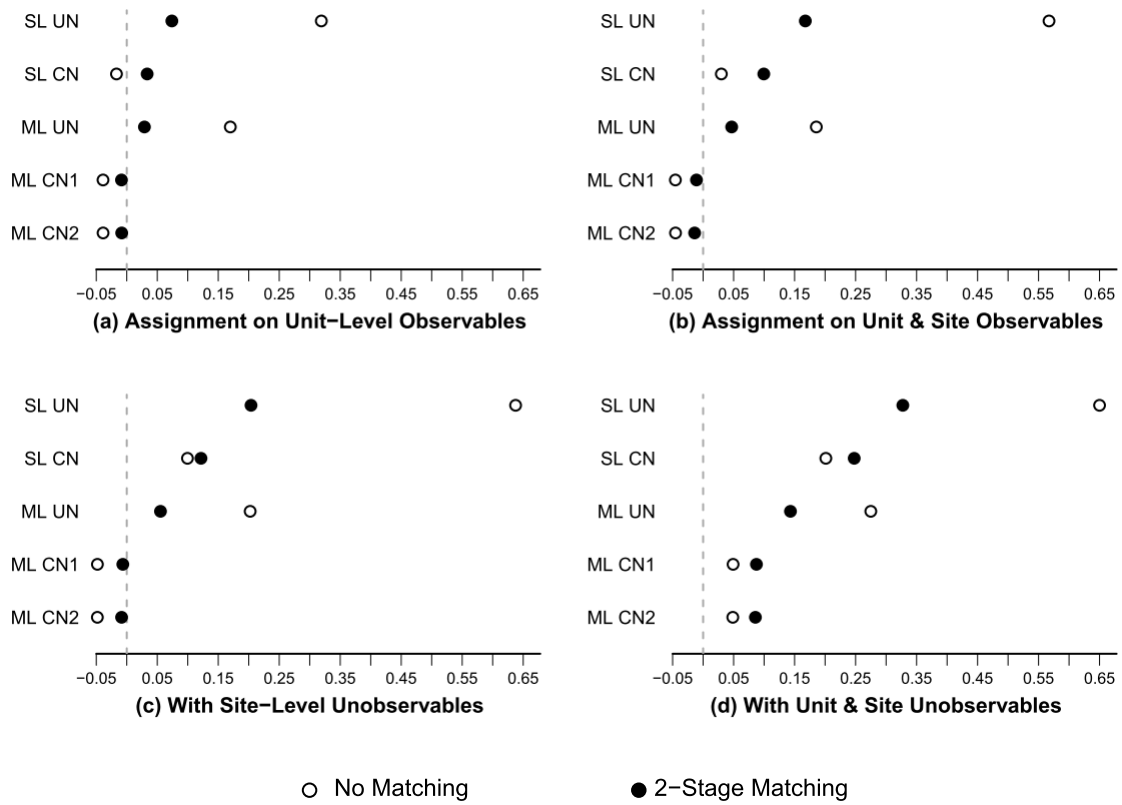 SL UN
SL CN
ML UN
ML CN1
ML CN2
−0.05 0.05 0.15 0.25 0.35 0.45 0.55 0.65
(a) Assignment on Unit−Level Observables
SL UN
SL CN
ML UN
ML CN1
ML CN2
−0.05 0.05 0.15 0.25 0.35 0.45 0.55 0.65
(b) Assignment on Unit & Site Observables
SL UN
SL CN
ML UN
ML CN1
ML CN2
−0.05 0.05 0.15 0.25 0.35 0.45 0.55 0.65
(c) With Site−Level Unobservables
SL UN
SL CN
ML UN
ML CN1
ML CN2
−0.05 0.05 0.15 0.25 0.35 0.45 0.55 0.65
(d) With Unit & Site Unobservables
No Matching
2−Stage Matching